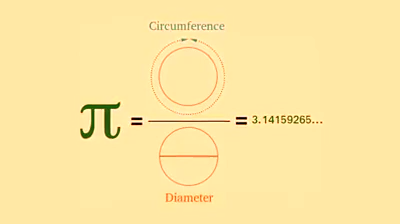 Circumference
π = = 3.14159265...
Diameter